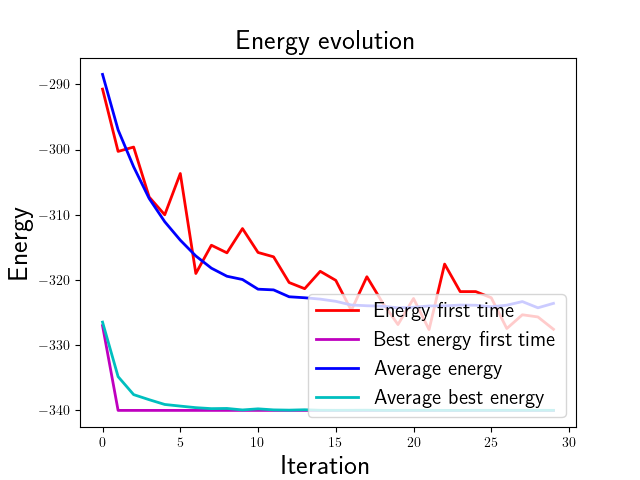 Energy evolution
Energy
−290
−300
−310
−320
−330
−340
Energy first time
Best energy first time
Average energy
Average best energy
0 5 10 15 20 25 30
Iteration